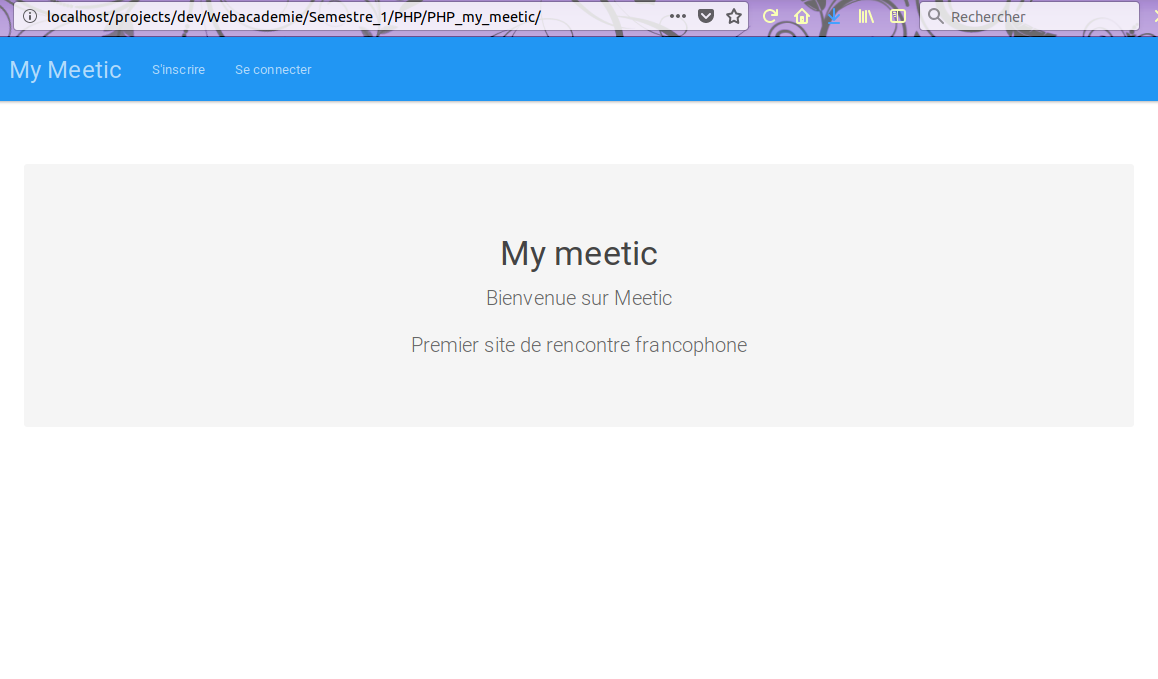 localhost/projects/dev/Webacademie/Semestre_1/PHP/PHP_my_meetic/ Rechercher
My Meetic S'inscrire Se connecter
My meetic
Bienvenue sur Meetic
Premier site de rencontre francophone